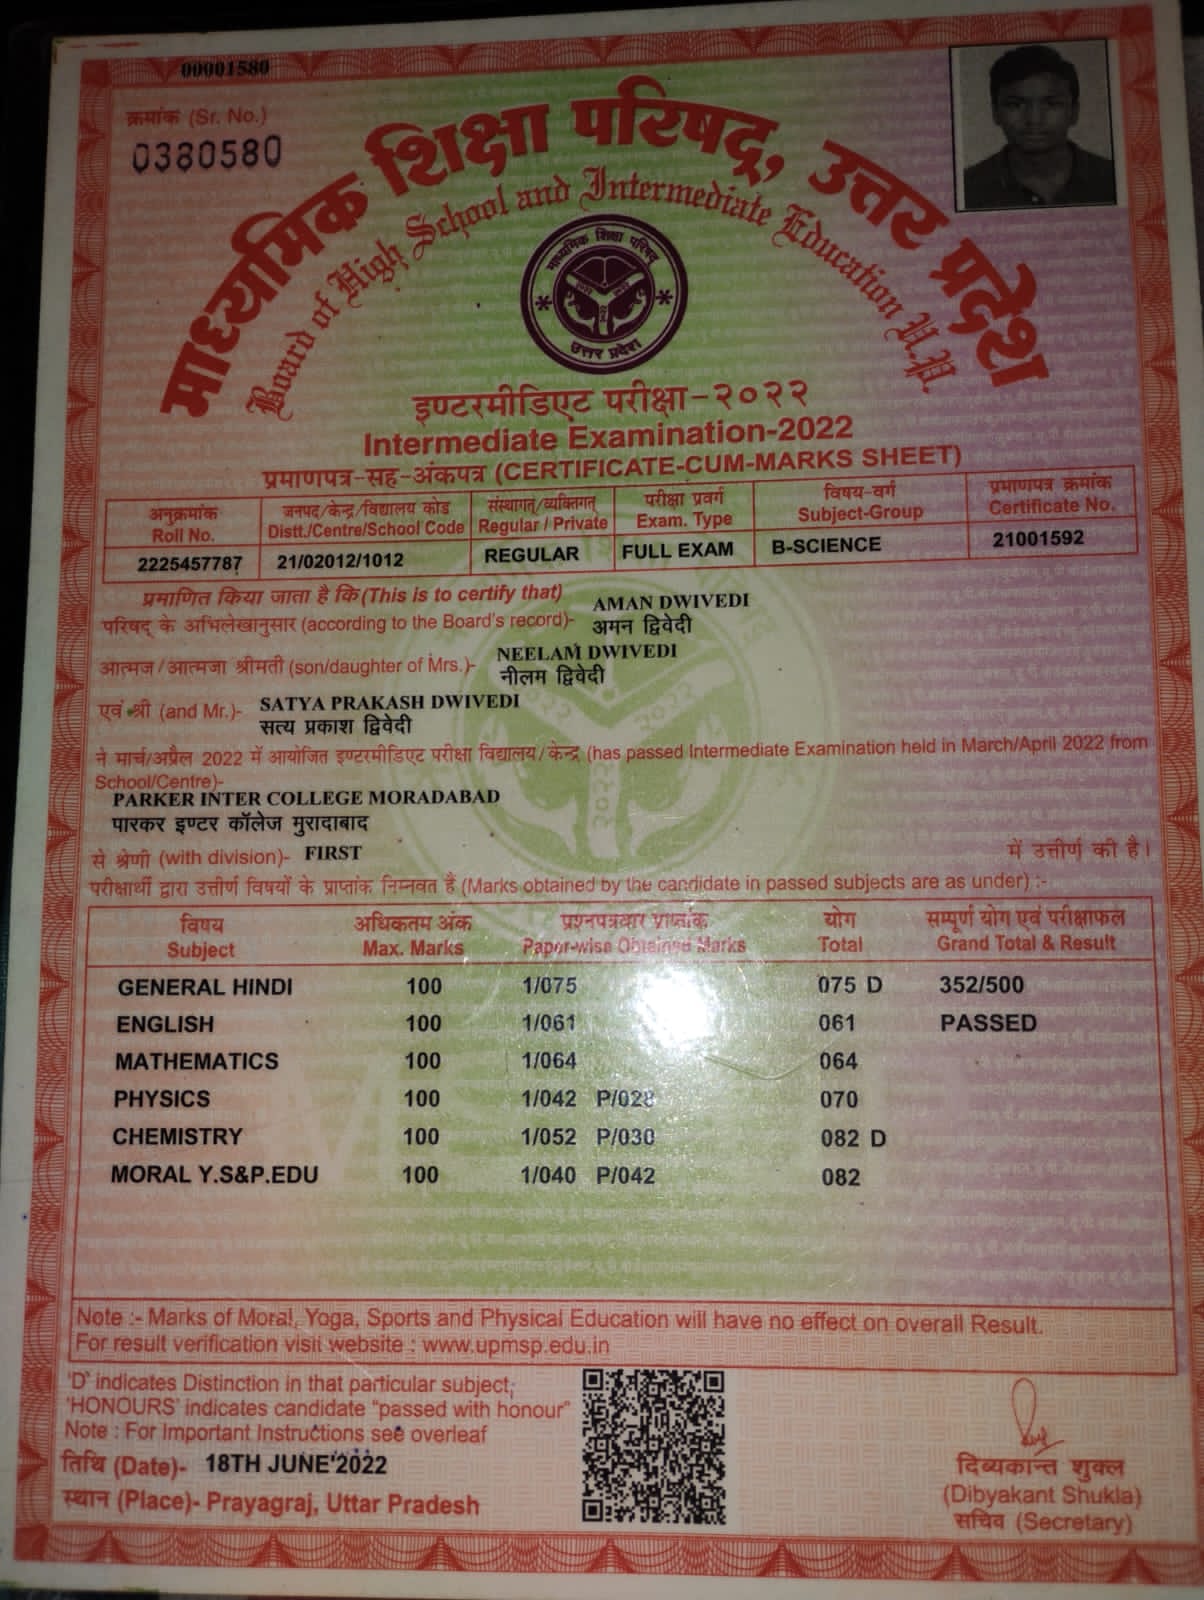 00001580
क्रमांक (Sr. No.)
0380580
माध्यमिक शिक्षा परिषद्, उत्तर प्रदेश
Board of High School and Intermediate Education U.P.
माध्यमिक शिक्षा परिषद्
उत्तर प्रदेश
इण्टरमीडिएट परीक्षा-२०२२
Intermediate Examination-2022
प्रमाणपत्र-सह-अंकपत्र (CERTIFICATE-CUM-MARKS SHEET)
अनुक्रमांक जनपद/केन्द्र/विद्यालय कोड संस्थागत/व्यक्तिगत् परीक्षा प्रवर्ग विषय-वर्ग प्रमाणपत्र क्रमांक
Roll No. Distt./Centre/School Code Regular / Private Exam. Type Subject-Group Certificate No.
2225457787 21/02012/1012 REGULAR FULL EXAM B-SCIENCE 21001592
प्रमाणित किया जाता है कि (This is to certify that)
परिषद् के अभिलेखानुसार (according to the Board's record)- AMAN DWIVEDI
अमन द्विवेदी
आत्मज/आत्मजा श्रीमती (son/daughter of Mrs.)- NEELAM DWIVEDI
नीलम द्विवेदी
एवं श्री (and Mr.)- SATYA PRAKASH DWIVEDI
सत्य प्रकाश द्विवेदी
ने मार्च/अप्रैल 2022 में आयोजित इण्टरमीडिएट परीक्षा विद्यालय/केन्द्र (has passed Intermediate Examination held in March/April 2022 from
School/Centre)-
PARKER INTER COLLEGE MORADABAD
पारकर इण्टर कॉलेज मुरादाबाद
से श्रेणी (with division)- FIRST में उत्तीर्ण की है।
परीक्षार्थी द्वारा उत्तीर्ण विषयों के प्राप्तांक निम्नवत हैं (Marks obtained by the candidate in passed subjects are as under) :-
विषय अधिकतम अंक प्रश्नपत्रवार प्राप्तांक योग सम्पूर्ण योग एवं परीक्षाफल
Subject Max. Marks Paper-wise Obtained Marks Total Grand Total & Result
GENERAL HINDI 100 1/075 075 D 352/500
ENGLISH 100 1/061 061 PASSED
MATHEMATICS 100 1/064 064
PHYSICS 100 1/042 P/028 070
CHEMISTRY 100 1/052 P/030 082 D
MORAL Y.S&P.EDU 100 1/040 P/042 082
Note :- Marks of Moral, Yoga, Sports and Physical Education will have no effect on overall Result.
For result verification visit website : www.upmsp.edu.in
'D' indicates Distinction in that particular subject;
'HONOURS' indicates candidate "passed with honour"
Note : For Important Instructions see overleaf
तिथि (Date)- 18TH JUNE'2022
स्थान (Place)- Prayagraj, Uttar Pradesh
दिव्यकान्त शुक्ल
(Dibyakant Shukla)
सचिव (Secretary)